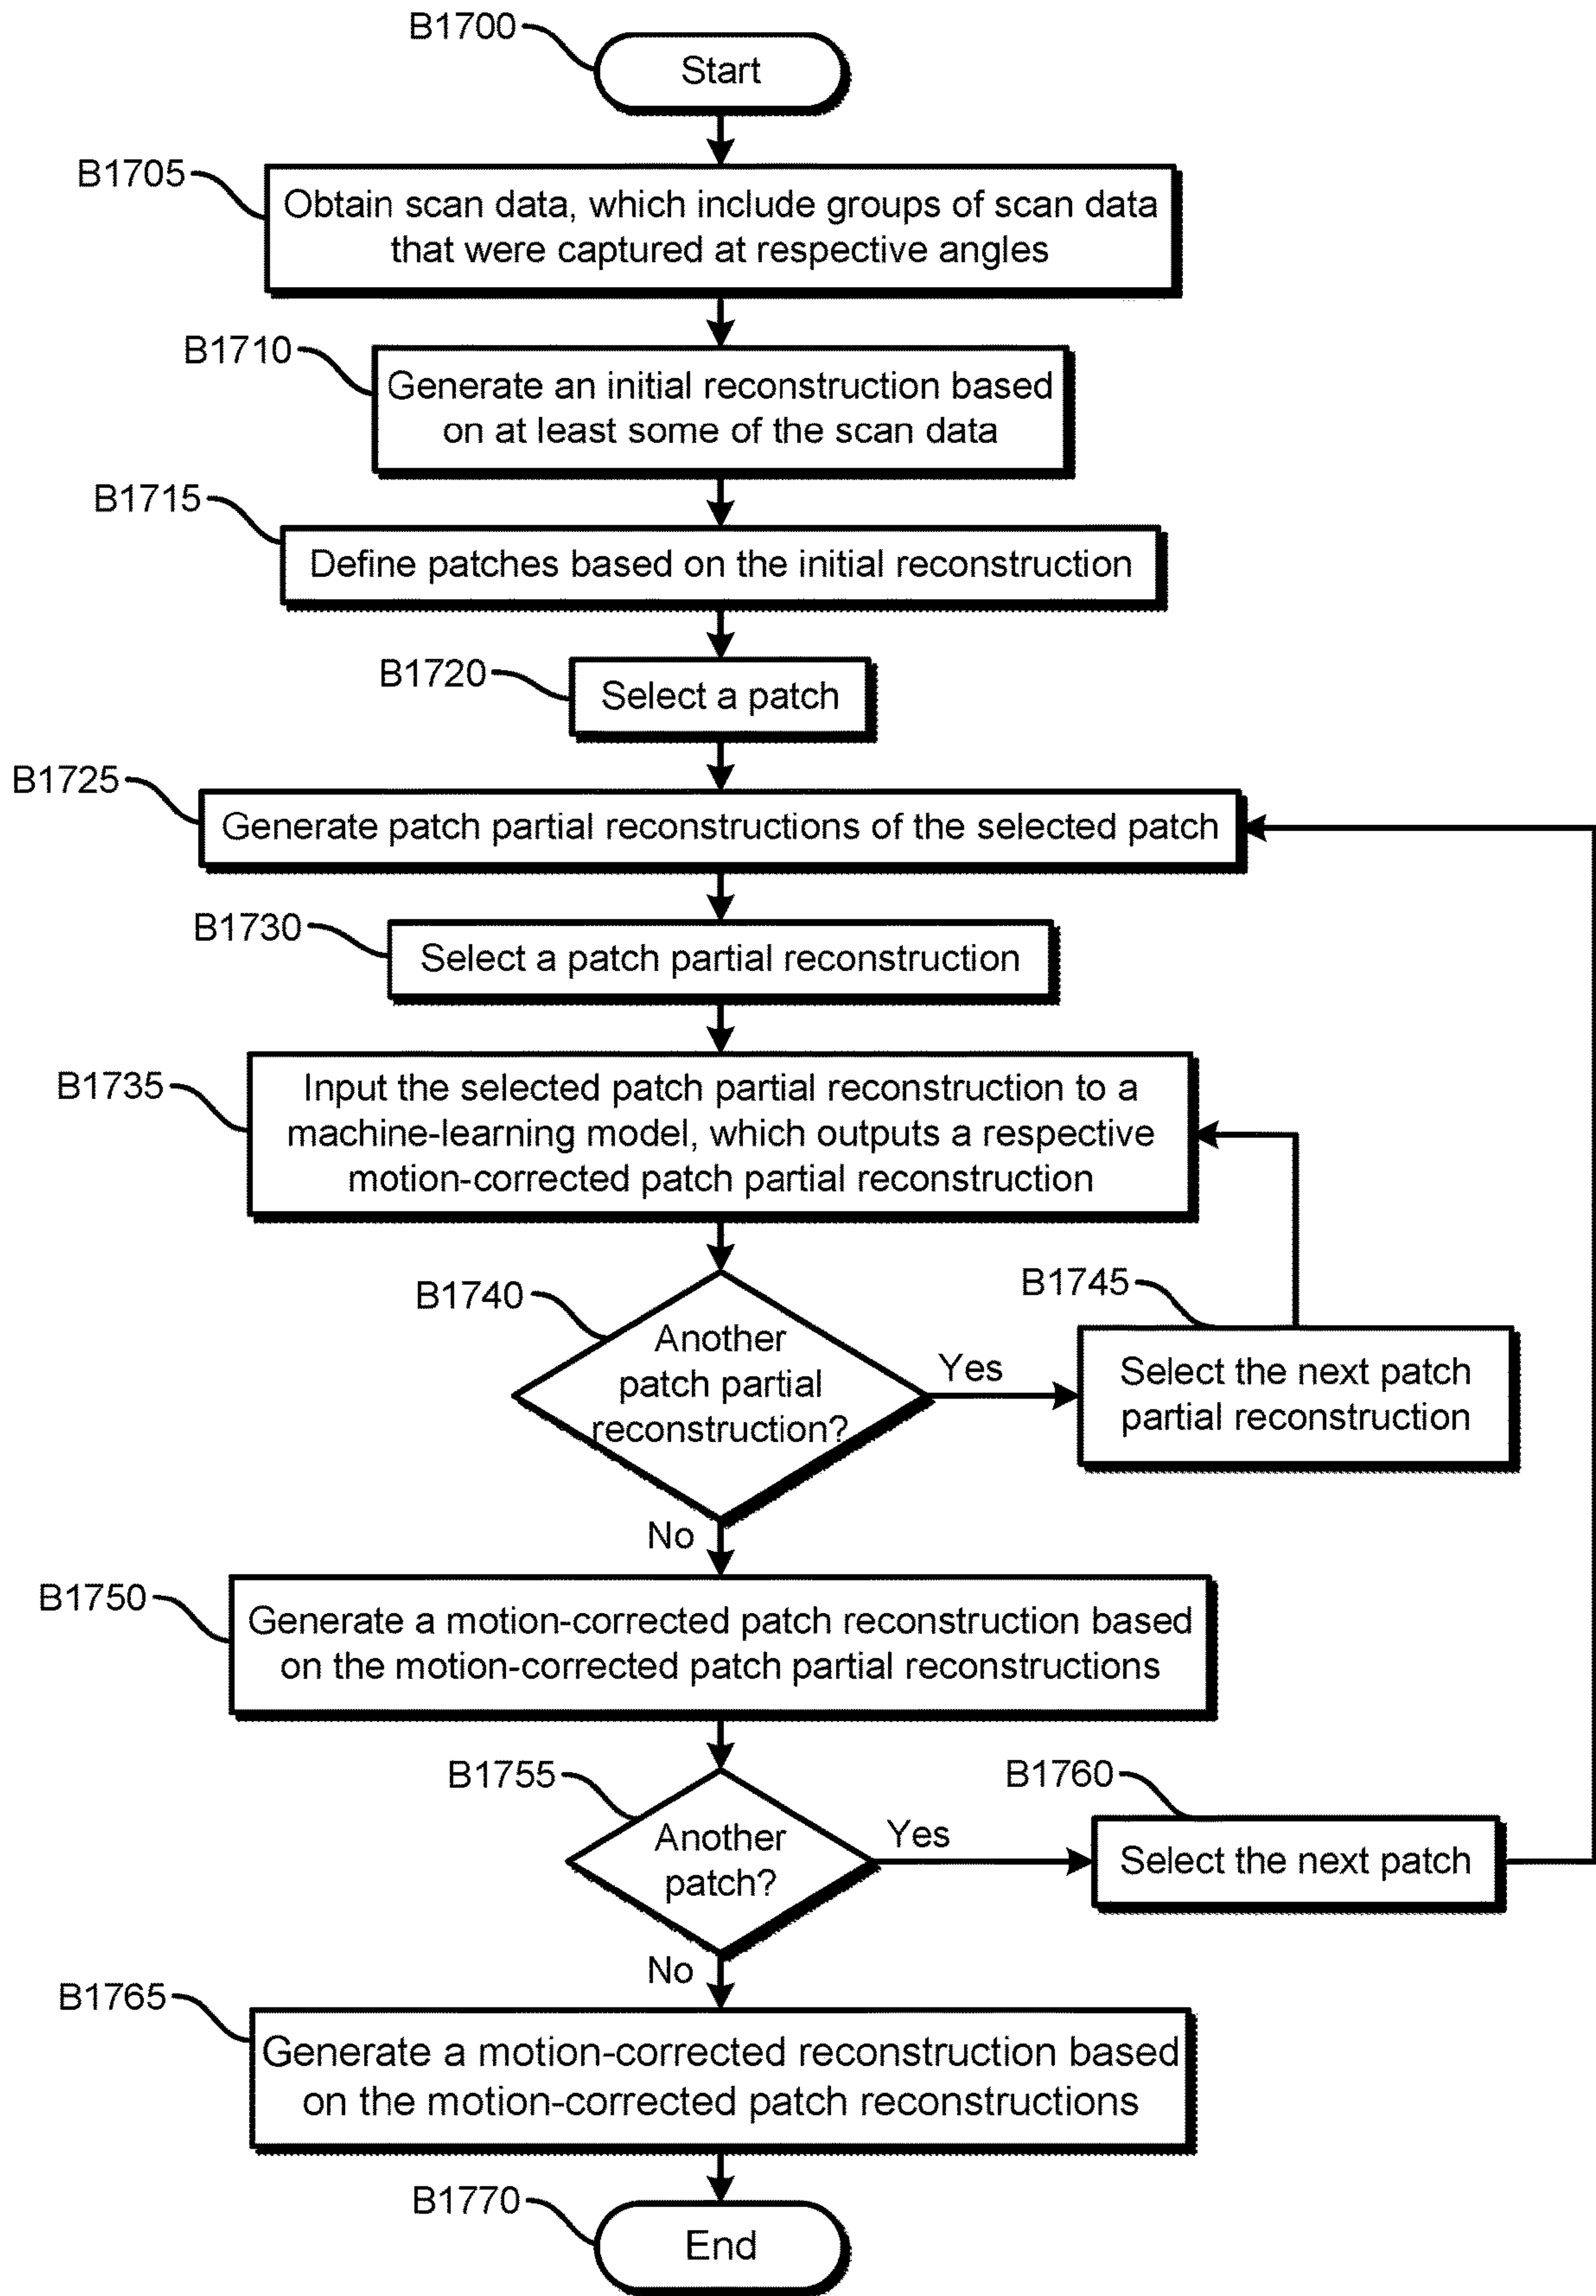 B1700
Start
B1705
Obtain scan data, which include groups of scan data
that were captured at respective angles
B1710
Generate an initial reconstruction based
on at least some of the scan data
B1715
Define patches based on the initial reconstruction
B1720
Select a patch
B1725
Generate patch partial reconstructions of the selected patch
B1730
Select a patch partial reconstruction
B1735
Input the selected patch partial reconstruction to a
machine-learning model, which outputs a respective
motion-corrected patch partial reconstruction
B1740
Another
patch partial
reconstruction?
Yes
B1745
Select the next patch
partial reconstruction
No
B1750
Generate a motion-corrected patch reconstruction based
on the motion-corrected patch partial reconstructions
B1755
Another
patch?
Yes
B1760
Select the next patch
No
B1765
Generate a motion-corrected reconstruction based
on the motion-corrected patch reconstructions
B1770
End